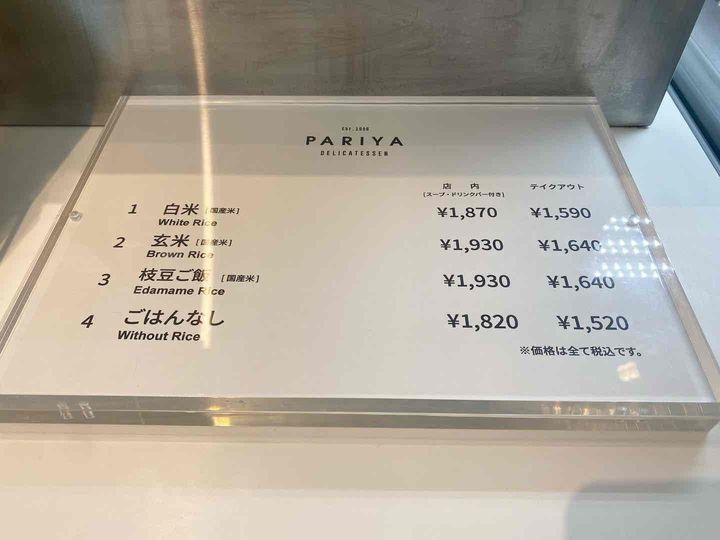 PARIYA
DELICATESSEN
店 内 テイクアウト
[スープ・ドリンクバー付き]
1 白米 [国産米] ¥1,870 ¥1,590
White Rice
2 玄米 [国産米] ¥1,930 ¥1,640
Brown Rice
3 枝豆ご飯 [国産米] ¥1,930 ¥1,640
Edamame Rice
4 ごはんなし ¥1,820 ¥1,520
Without Rice
※価格は全て税込です。